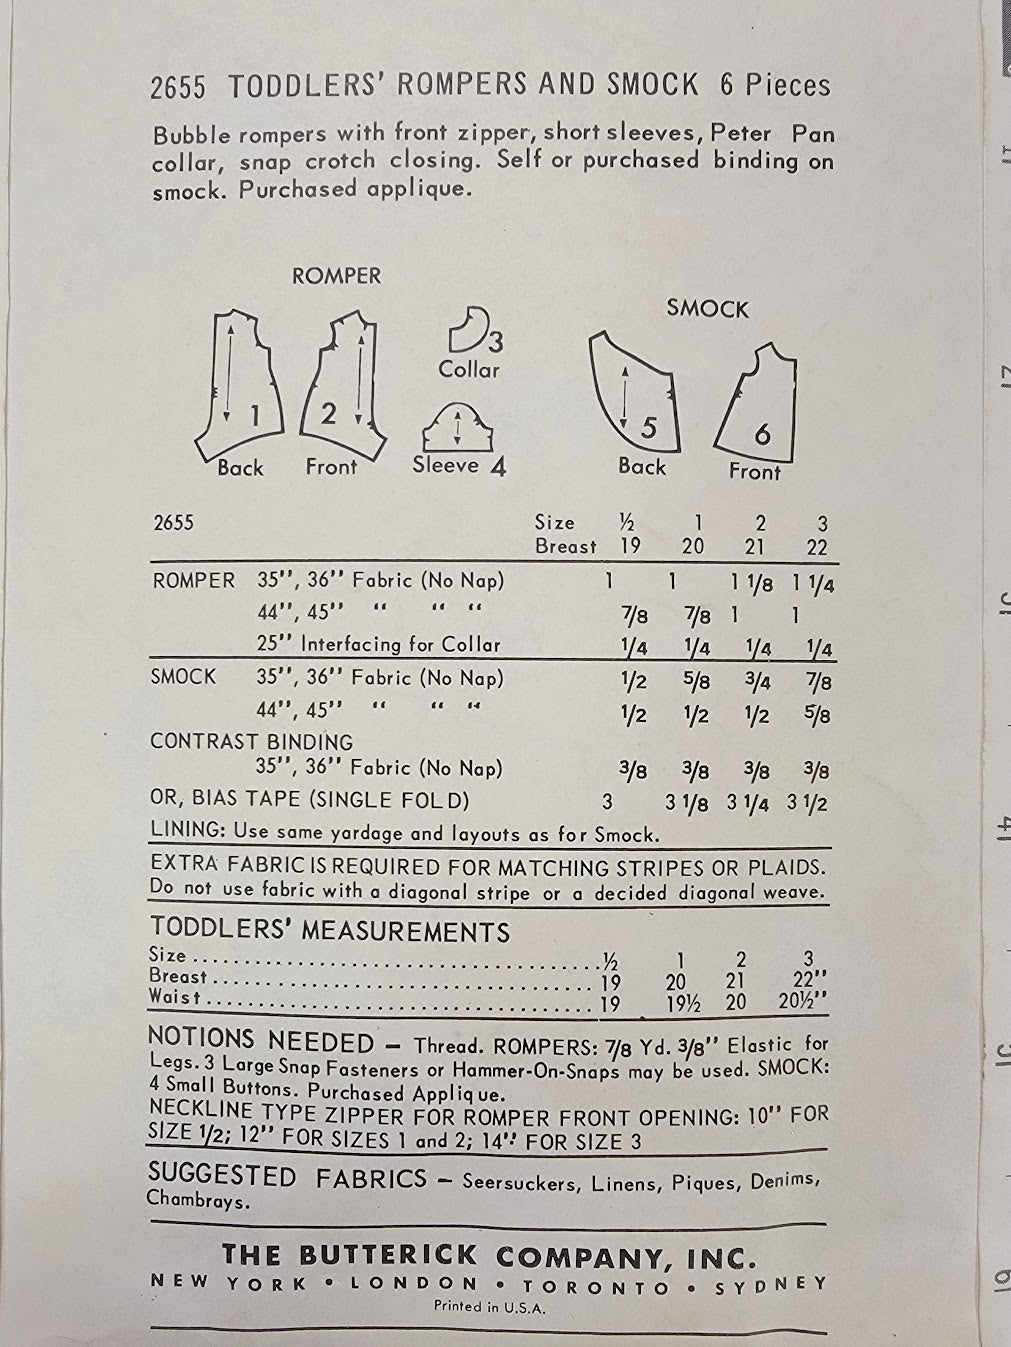 2655 TODDLERS' ROMPERS AND SMOCK 6 Pieces
Bubble rompers with front zipper, short sleeves, Peter Pan
collar, snap crotch closing. Self or purchased binding on
smock. Purchased applique.
ROMPER
SMOCK
1
Back
2
Front
3
Collar
Sleeve 4
5
Back
6
Front
2655 Size ½ 1 2 3
Breast 19 20 21 22
ROMPER 35'', 36'' Fabric (No Nap) 1 1 1 1/8 1 1/4
44'', 45'' “ “ “ 7/8 7/8 1 1
25'' Interfacing for Collar 1/4 1/4 1/4 1/4
SMOCK 35'', 36'' Fabric (No Nap) 1/2 5/8 3/4 7/8
44'', 45'' “ “ “ 1/2 1/2 1/2 5/8
CONTRAST BINDING
35'', 36'' Fabric (No Nap) 3/8 3/8 3/8 3/8
OR, BIAS TAPE (SINGLE FOLD) 3 3 1/8 3 1/4 3 1/2
LINING: Use same yardage and layouts as for Smock.
EXTRA FABRIC IS REQUIRED FOR MATCHING STRIPES OR PLAIDS.
Do not use fabric with a diagonal stripe or a decided diagonal weave.
TODDLERS' MEASUREMENTS
Size ½ 1 2 3
Breast 19 20 21 22''
Waist 19 19½ 20 20½''
NOTIONS NEEDED – Thread. ROMPERS: 7/8 Yd. 3/8'' Elastic for
Legs. 3 Large Snap Fasteners or Hammer-On-Snaps may be used. SMOCK:
4 Small Buttons. Purchased Applique.
NECKLINE TYPE ZIPPER FOR ROMPER FRONT OPENING: 10'' FOR
SIZE 1/2; 12'' FOR SIZES 1 and 2; 14'' FOR SIZE 3
SUGGESTED FABRICS – Seersuckers, Linens, Piques, Denims,
Chambrays.
THE BUTTERICK COMPANY, INC.
NEW YORK • LONDON • TORONTO • SYDNEY
Printed in U.S.A.
1
2
3
4
5
6